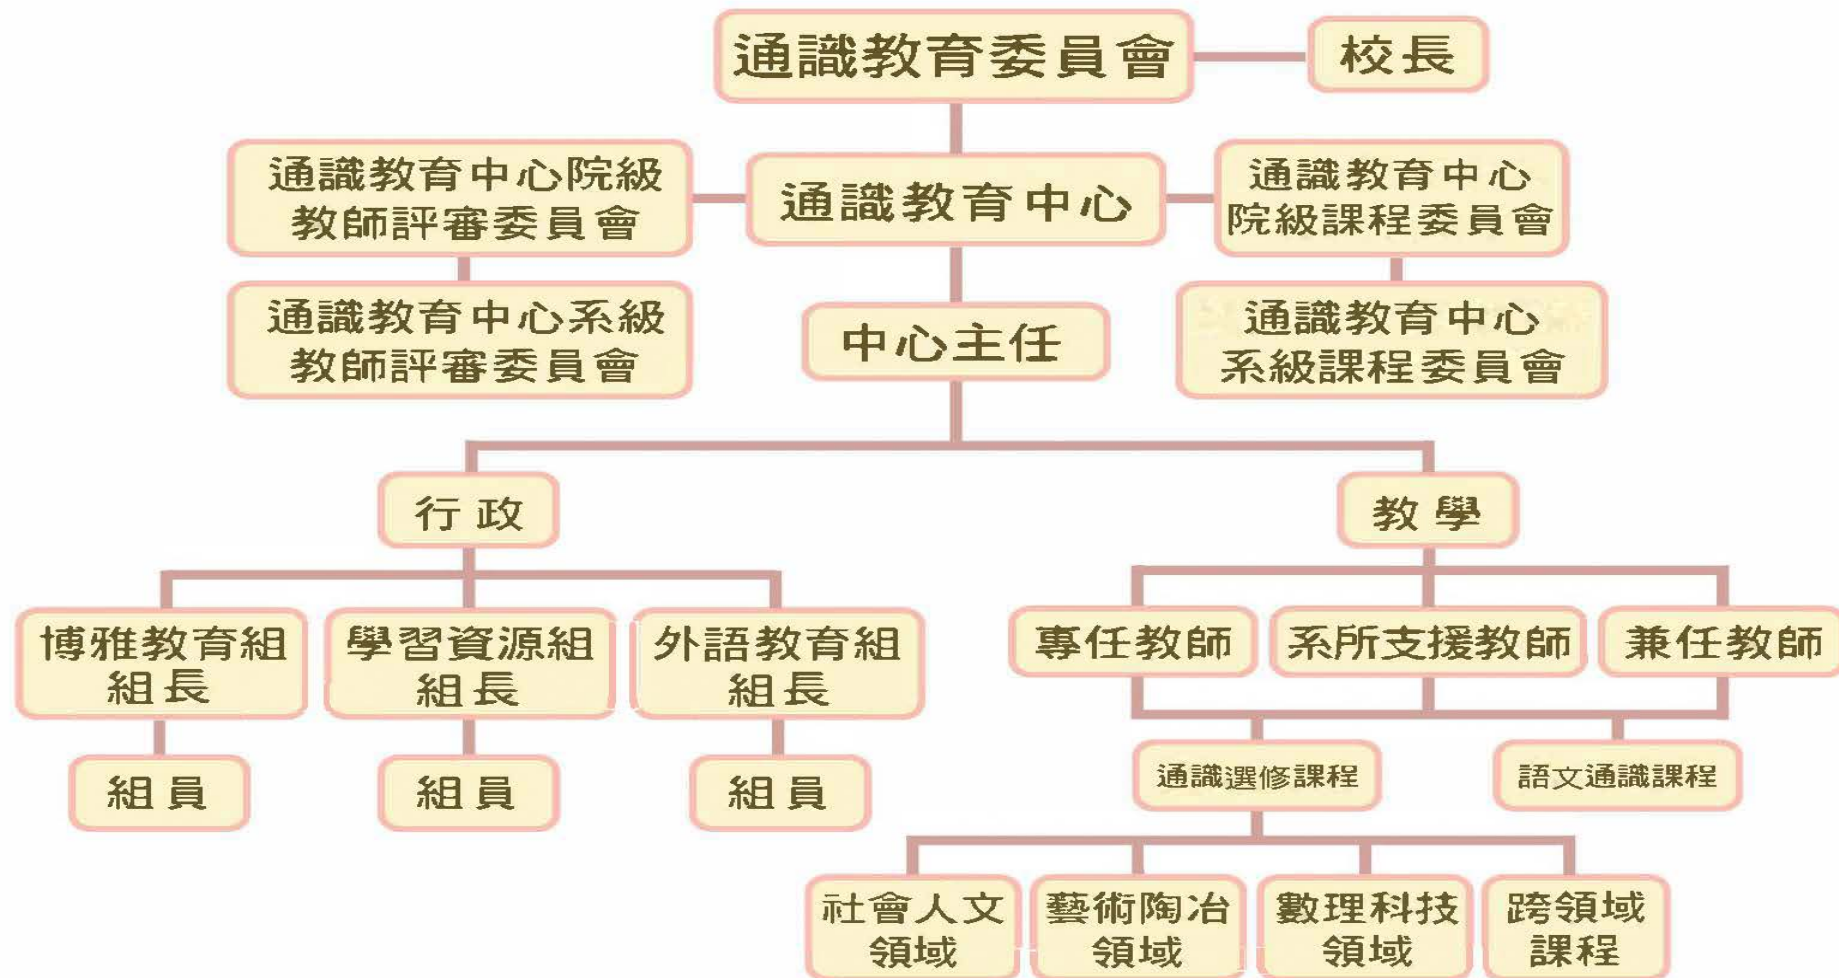 通識教育委員會
校長
通識教育中心院級
教師評審委員會
通識教育中心
通識教育中心
院級課程委員會
通識教育中心系級
教師評審委員會
中心主任
通識教育中心
系級課程委員會
行政
教學
博雅教育組
組長
學習資源組
組長
外語教育組
組長
專任教師
系所支援教師
兼任教師
組員
組員
組員
通識選修課程
語文通識課程
社會人文
領域
藝術陶冶
領域
數理科技
領域
跨領域
課程